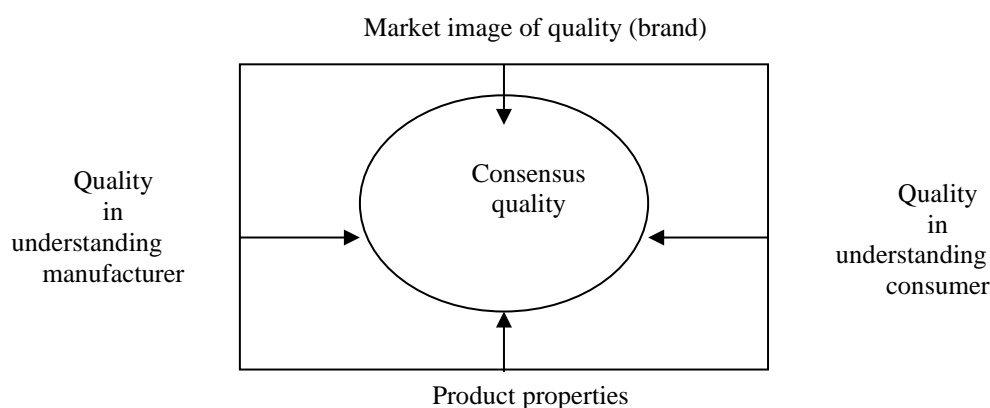 Market image of quality (brand)
Consensus
quality
Quality
in
understanding
manufacturer
Quality
in
understanding
consumer
Product properties